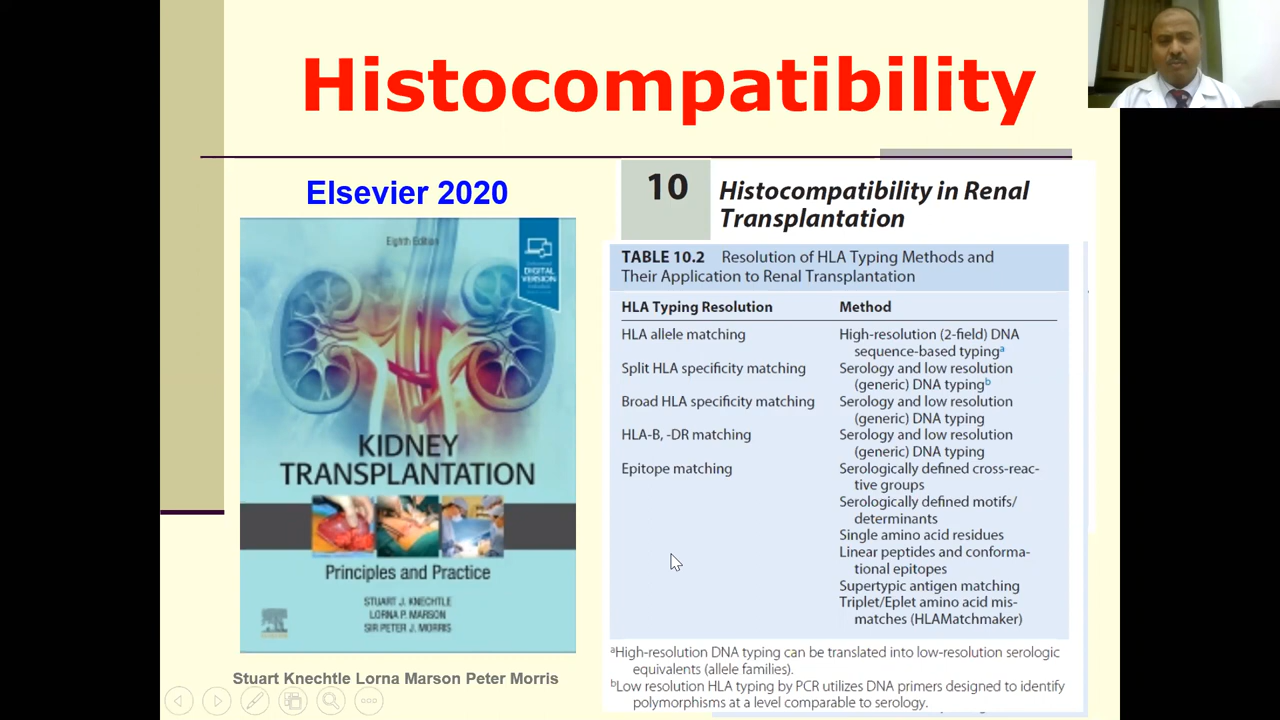 Histocompatibility
Elsevier 2020
Eighth Edition
DIGITAL
VERSION
KIDNEY
TRANSPLANTATION
Principles and Practice
STUART J. KNECHTLE
LORNA P. MARSON
SIR PETER J. MORRIS
ELSEVIER
Stuart Knechtle Lorna Marson Peter Morris
10
Histocompatibility in Renal
Transplantation
TABLE 10.2 Resolution of HLA Typing Methods and
Their Application to Renal Transplantation
HLA Typing Resolution Method
HLA allele matching High-resolution (2-field) DNA
sequence-based typingᵃ
Split HLA specificity matching Serology and low resolution
(generic) DNA typingᵇ
Broad HLA specificity matching Serology and low resolution
(generic) DNA typing
HLA-B, -DR matching Serology and low resolution
(generic) DNA typing
Epitope matching Serologically defined cross-reac-
tive groups
Serologically defined motifs/
determinants
Single amino acid residues
Linear peptides and conforma-
tional epitopes
Supertypic antigen matching
Triplet/Eplet amino acid mis-
matches (HLAMatchmaker)
ᵃHigh-resolution DNA typing can be translated into low-resolution serologic
equivalents (allele families).
ᵇLow resolution HLA typing by PCR utilizes DNA primers designed to identify
polymorphisms at a level comparable to serology.